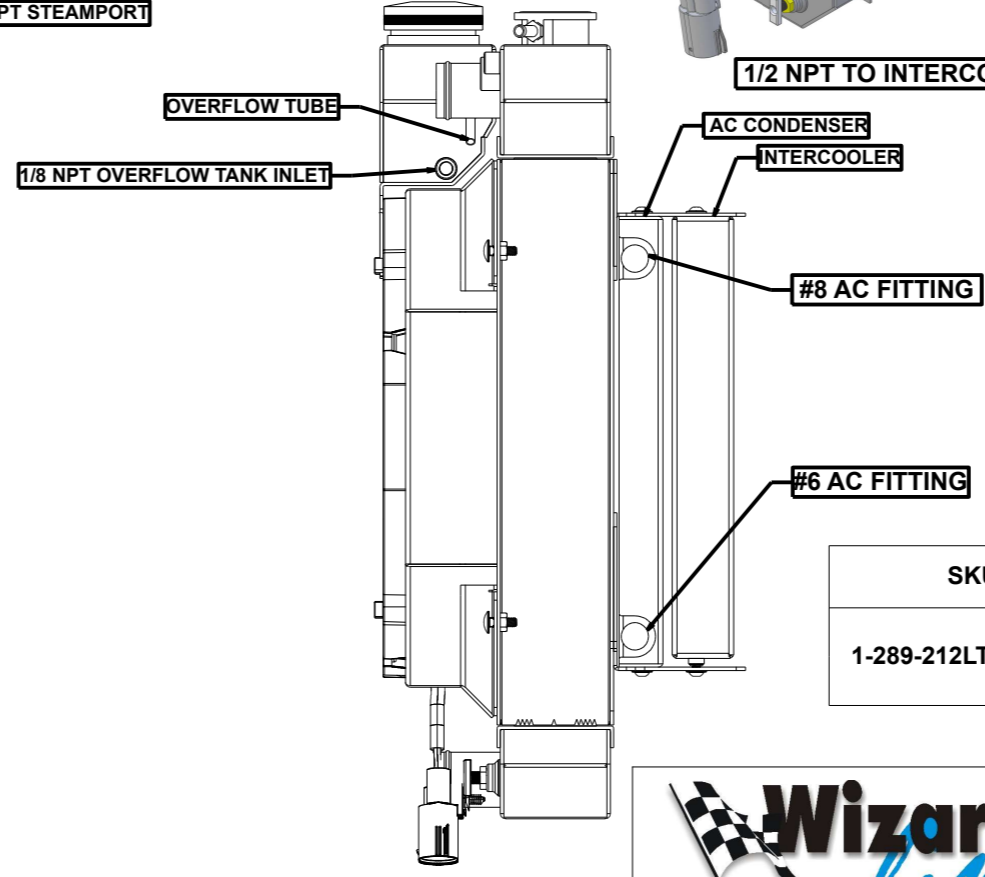 PT STEAMPORT
1/2 NPT TO INTERCO
OVERFLOW TUBE
AC CONDENSER
INTERCOOLER
1/8 NPT OVERFLOW TANK INLET
#8 AC FITTING
#6 AC FITTING
SKU
1-289-212LT
Wizar